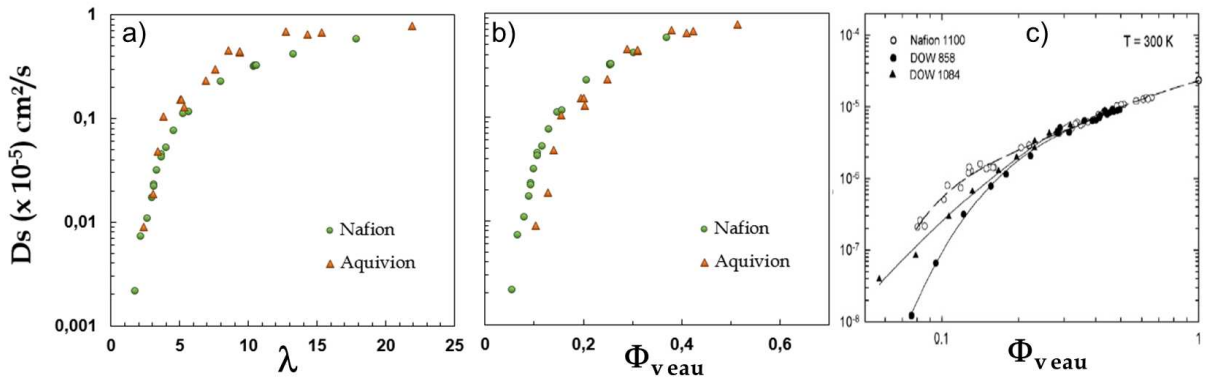 Ds (x 10⁻⁵) cm²/s
a)
1
0,1
0,01
0,001
0 5 10 15 20 25
λ
Nafion
Aquivion
b)
0 0,2 0,4 0,6
Φv eau
Nafion
Aquivion
c)
T = 300 K
Nafion 1100
DOW 858
DOW 1084
10⁻⁴
10⁻⁵
10⁻⁶
10⁻⁷
10⁻⁸
0.1 1
Φv eau